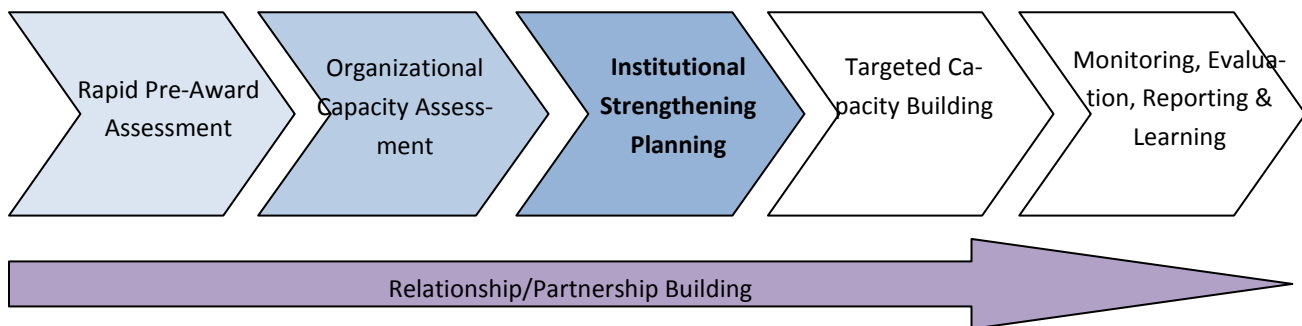 Rapid Pre-Award
Assessment
Organizational
Capacity Assess-
ment
Institutional
Strengthening
Planning
Targeted Ca-
pacity Building
Monitoring, Evalua-
tion, Reporting &
Learning
Relationship/Partnership Building